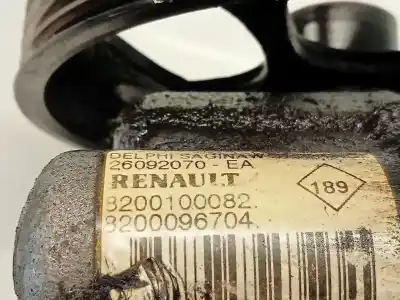 DELPHI SAGINAW
26092070 - EA
RENAULT
189
8200100082.
8200096704